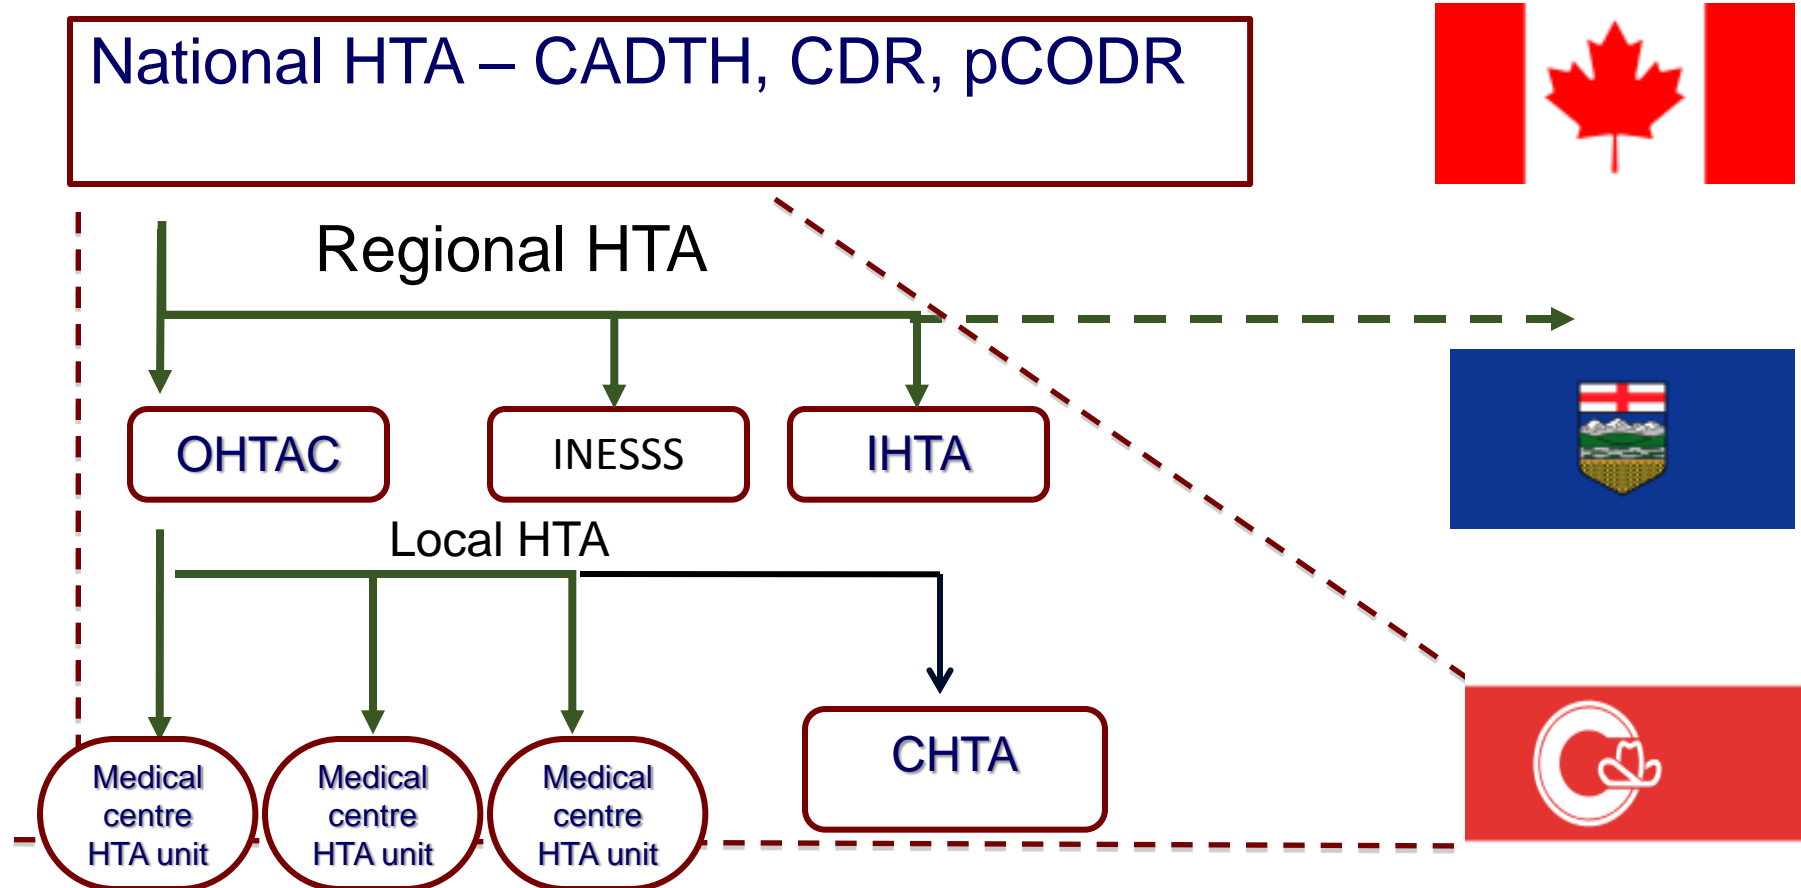 National HTA – CADTH, CDR, pCODR
Regional HTA
OHTAC
INESSS
IHTA
Local HTA
Medical
centre
HTA unit
Medical
centre
HTA unit
Medical
centre
HTA unit
CHTA